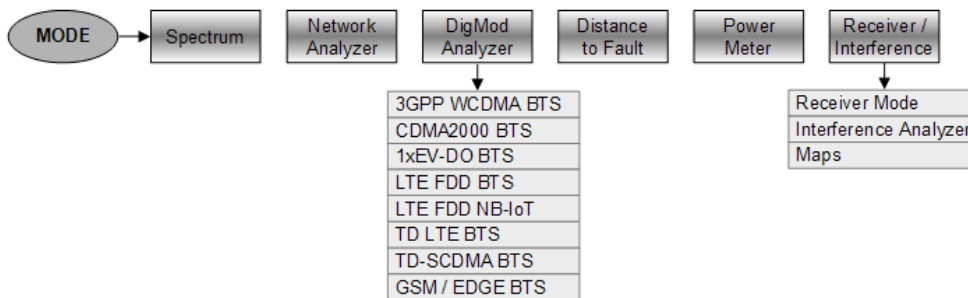 MODE
Spectrum
Network
Analyzer
DigMod
Analyzer
Distance
to Fault
Power
Meter
Receiver /
Interference
3GPP WCDMA BTS
CDMA2000 BTS
1xEV-DO BTS
LTE FDD BTS
LTE FDD NB-IoT
TD LTE BTS
TD-SCDMA BTS
GSM / EDGE BTS
Receiver Mode
Interference Analyzer
Maps